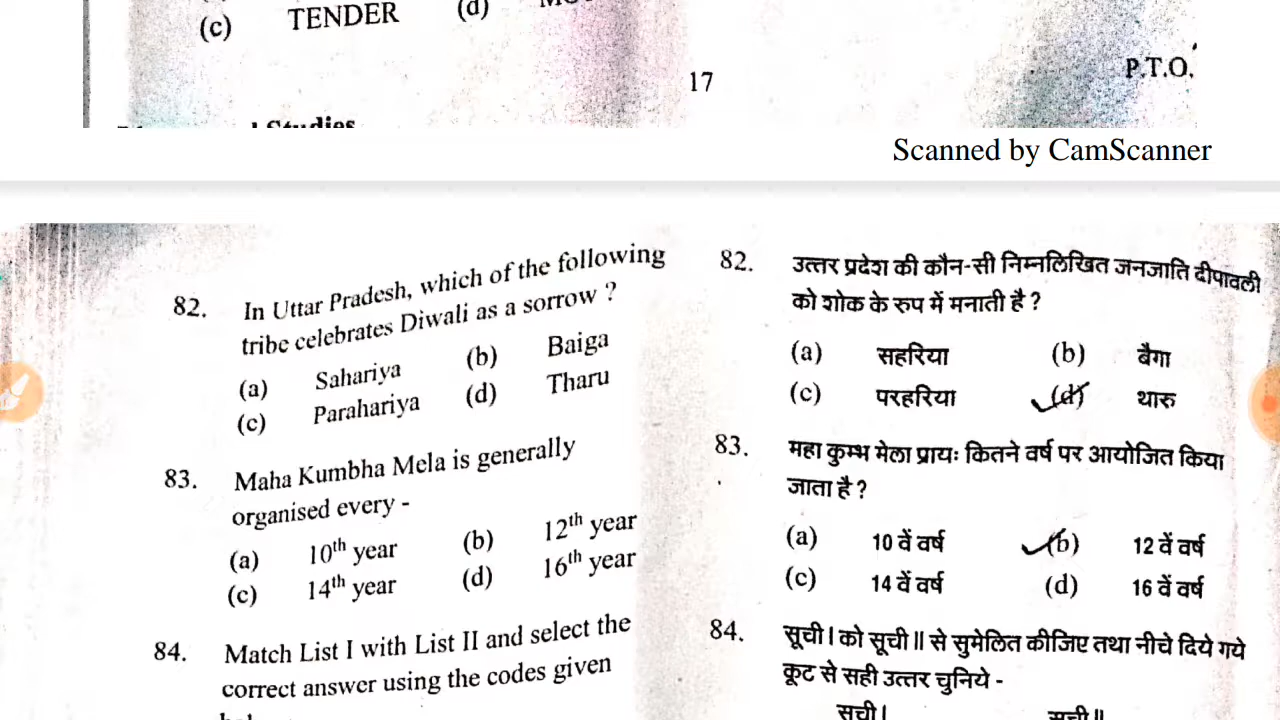 (c) TENDER (d)
17
P.T.O.
Studies
Scanned by CamScanner
82. In Uttar Pradesh, which of the following
tribe celebrates Diwali as a sorrow ?
(a) Sahariya (b) Baiga
(c) Parahariya (d) Tharu
83. Maha Kumbha Mela is generally
organised every -
(a) 10th year (b) 12th year
(c) 14th year (d) 16th year
84. Match List I with List II and select the
correct answer using the codes given
82. उत्तर प्रदेश की कौन-सी निम्नलिखित जनजाति दीपावली
को शोक के रुप में मनाती है ?
(a) सहरिया (b) बैगा
(c) परहरिया (d) थारु
83. महा कुम्भ मेला प्रायः कितने वर्ष पर आयोजित किया
जाता है ?
(a) 10 वें वर्ष (b) 12 वें वर्ष
(c) 14 वें वर्ष (d) 16 वें वर्ष
84. सूची I को सूची II से सुमेलित कीजिए तथा नीचे दिये गये
कूट से सही उत्तर चुनिये -
सूची I सूची II